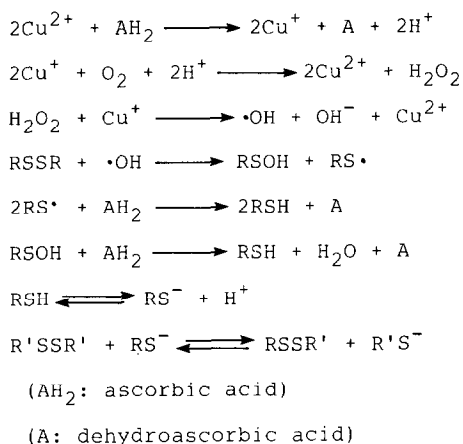 2Cu²⁺ + AH₂ ⟶ 2Cu⁺ + A + 2H⁺
2Cu⁺ + O₂ + 2H⁺ ⟶ 2Cu²⁺ + H₂O₂
H₂O₂ + Cu⁺ ⟶ •OH + OH⁻ + Cu²⁺
RSSR + •OH ⟶ RSOH + RS•
2RS• + AH₂ ⟶ 2RSH + A
RSOH + AH₂ ⟶ RSH + H₂O + A
RSH ⇌ RS⁻ + H⁺
R'SSR' + RS⁻ ⇌ RSSR' + R'S⁻
(AH₂: ascorbic acid)
(A: dehydroascorbic acid)